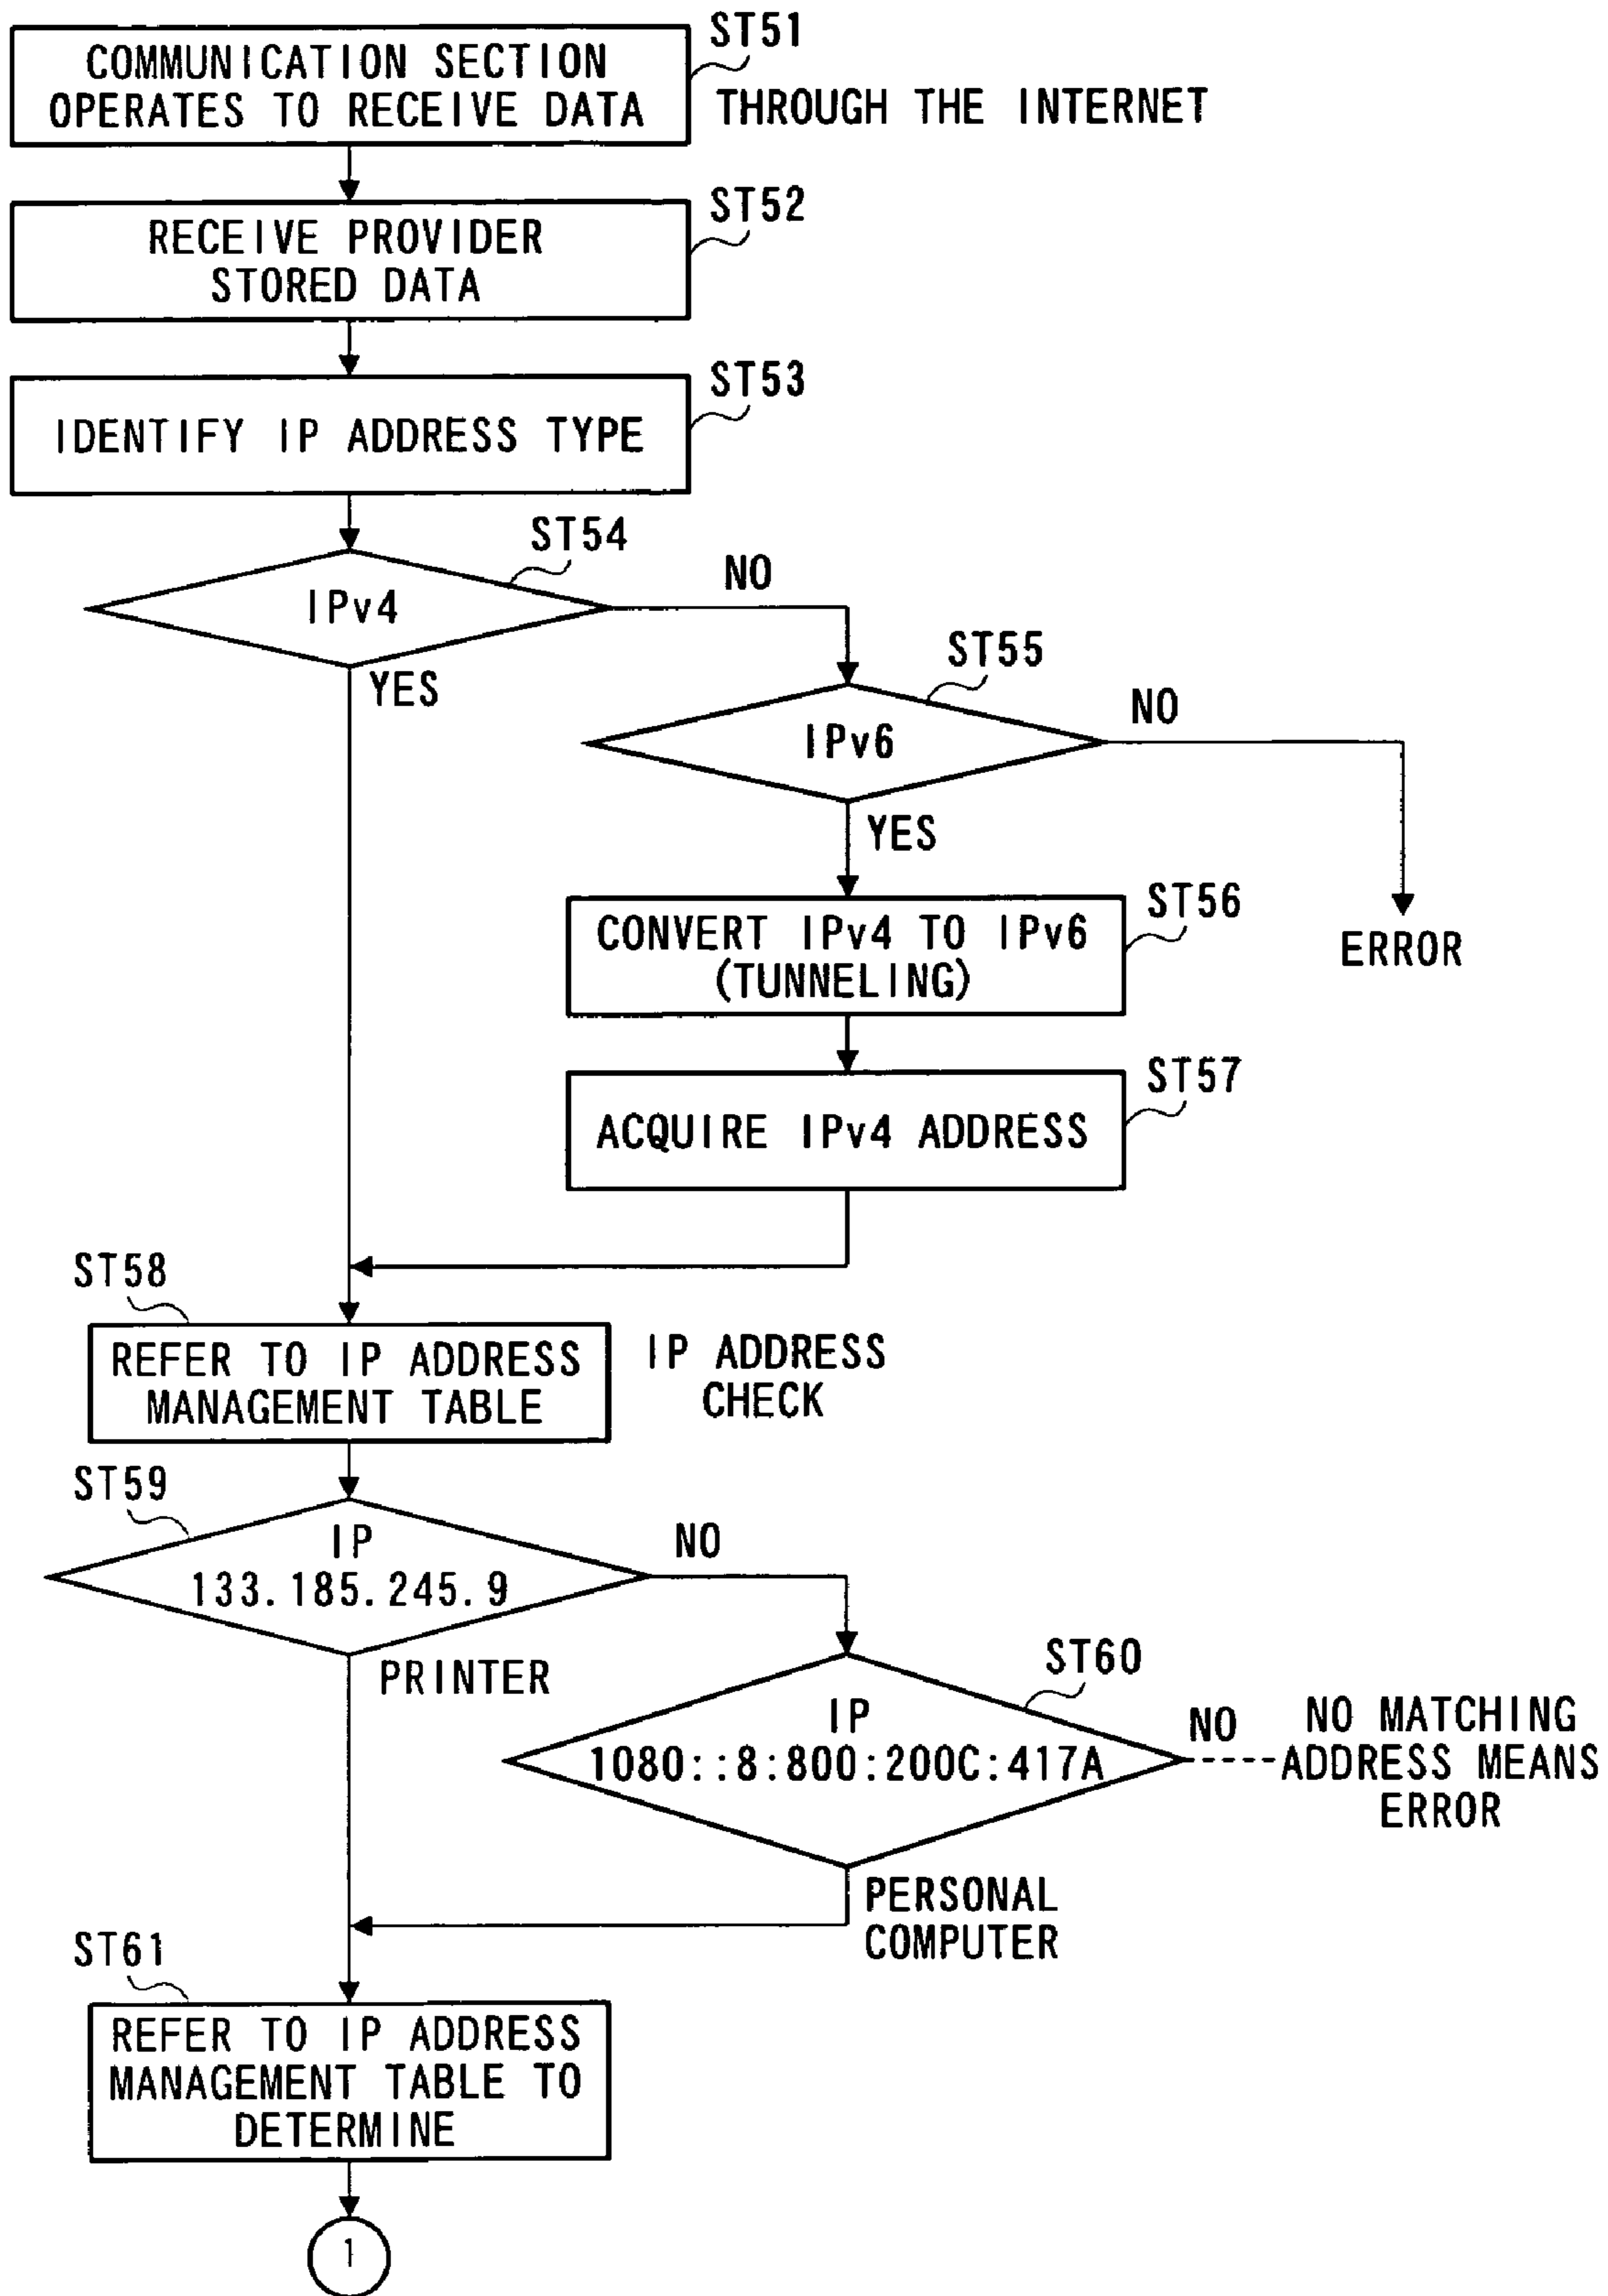 ST51
COMMUNICATION SECTION
OPERATES TO RECEIVE DATA
THROUGH THE INTERNET
ST52
RECEIVE PROVIDER
STORED DATA
ST53
IDENTIFY IP ADDRESS TYPE
ST54
IPv4
NO
YES
ST55
IPv6
NO
YES
ERROR
ST56
CONVERT IPv4 TO IPv6
(TUNNELING)
ST57
ACQUIRE IPv4 ADDRESS
ST58
REFER TO IP ADDRESS
MANAGEMENT TABLE
IP ADDRESS
CHECK
ST59
IP
133.185.245.9
NO
PRINTER
ST60
IP
1080::8:800:200C:417A
NO
NO MATCHING
ADDRESS MEANS
ERROR
PERSONAL
COMPUTER
ST61
REFER TO IP ADDRESS
MANAGEMENT TABLE TO
DETERMINE
1